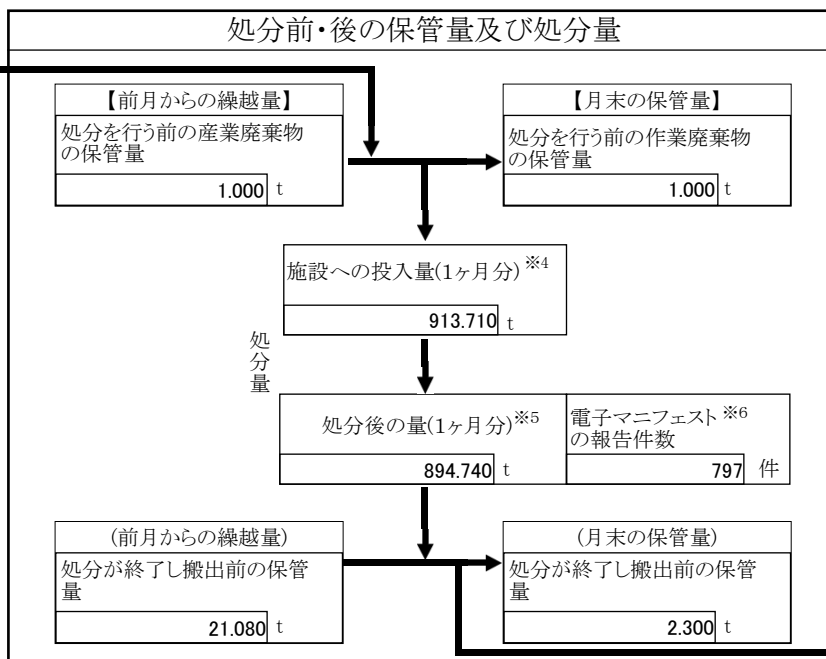 処分前・後の保管量及び処分量
【前月からの繰越量】
処分を行う前の産業廃棄物
の保管量
1.000 t
【月末の保管量】
処分を行う前の作業廃棄物
の保管量
1.000 t
施設への投入量(1ヶ月分)※4
913.710 t
処分量
処分後の量(1ヶ月分)※5
894.740 t
電子マニフェスト※6
の報告件数
797 件
(前月からの繰越量)
処分が終了し搬出前の保管
量
21.080 t
(月末の保管量)
処分が終了し搬出前の保管
量
2.300 t